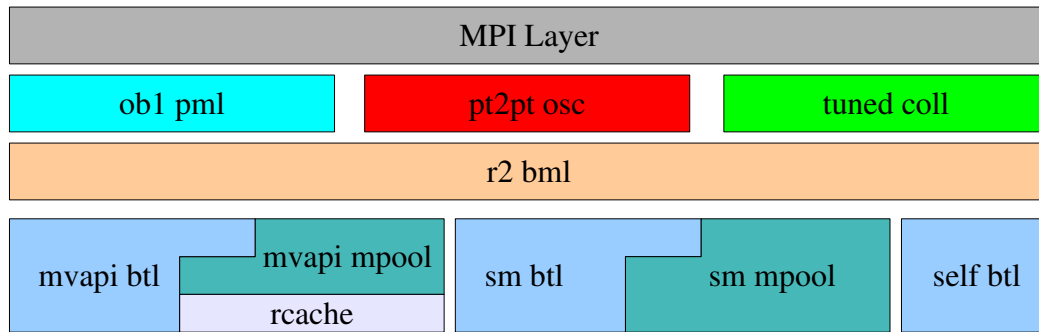 MPI Layer
ob1 pml
pt2pt osc
tuned coll
r2 bml
mvapi btl
mvapi mpool
rcache
sm btl
sm mpool
self btl